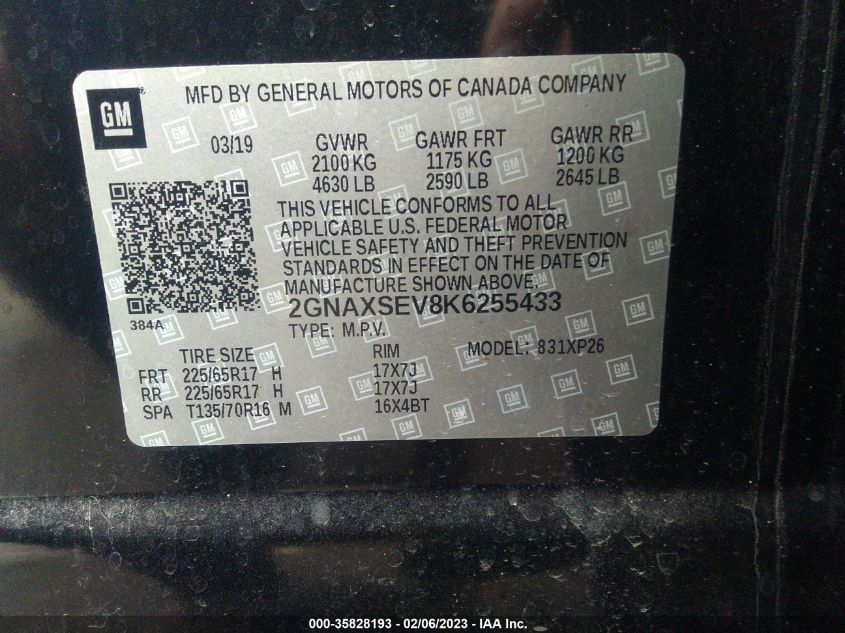 GM
MFD BY GENERAL MOTORS OF CANADA COMPANY
03/19 GVWR GAWR FRT GAWR RR
2100 KG 1175 KG 1200 KG
4630 LB 2590 LB 2645 LB
THIS VEHICLE CONFORMS TO ALL
APPLICABLE U.S. FEDERAL MOTOR
VEHICLE SAFETY AND THEFT PREVENTION
STANDARDS IN EFFECT ON THE DATE OF
MANUFACTURE SHOWN ABOVE.
2GNAXSEV8K6255433
384A
TYPE: M.P.V.
TIRE SIZE RIM MODEL: 831XP26
FRT 225/65R17 H 17X7J
RR 225/65R17 H 17X7J
SPA T135/70R16 M 16X4BT
000-35828193 - 02/06/2023 - IAA Inc.